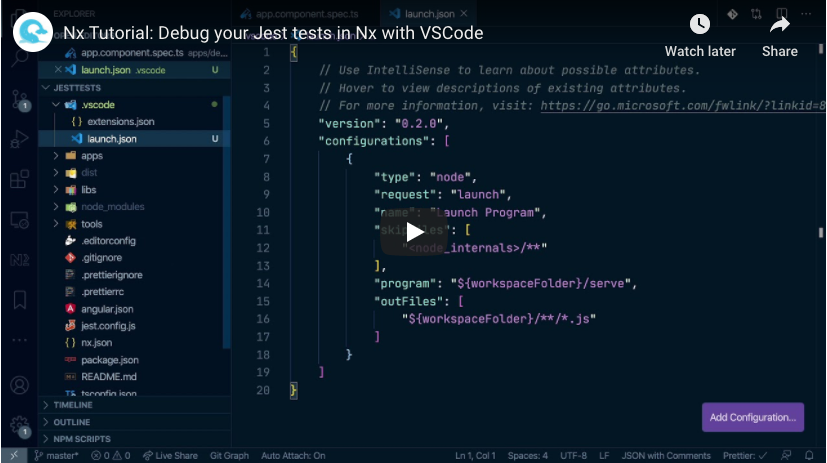 EXPLORER
app.component.spec.ts
launch.json
Nx Tutorial: Debug your Jest tests in Nx with VSCode
Watch later
Share
app.component.spec.ts apps/de...
launch.json .vscode U
JESTTESTS
.vscode
extensions.json
launch.json U
apps
dist
libs
node_modules
tools
.editorconfig
.gitignore
.prettierignore
.prettierrc
angular.json
jest.config.js
nx.json
package.json
README.md
tsconfig.json
TIMELINE
OUTLINE
NPM SCRIPTS
1
1
1 {
2 // Use IntelliSense to learn about possible attributes.
3 // Hover to view descriptions of existing attributes.
4 // For more information, visit: https://go.microsoft.com/fwlink/?linkid=8
5 "version": "0.2.0",
6 "configurations": [
7 {
8 "type": "node",
9 "request": "launch",
10 "name": "Launch Program",
11 "skipFiles": [
12 "<node_internals>/**"
13 ],
14 "program": "${workspaceFolder}/serve",
15 "outFiles": [
16 "${workspaceFolder}/**/*.js"
17 ]
18 }
19 ]
20 }
Add Configuration...
master* 0 0 Live Share Git Graph Auto Attach: On Ln 1, Col 1 Spaces: 4 UTF-8 LF JSON with Comments Prettier: ✓